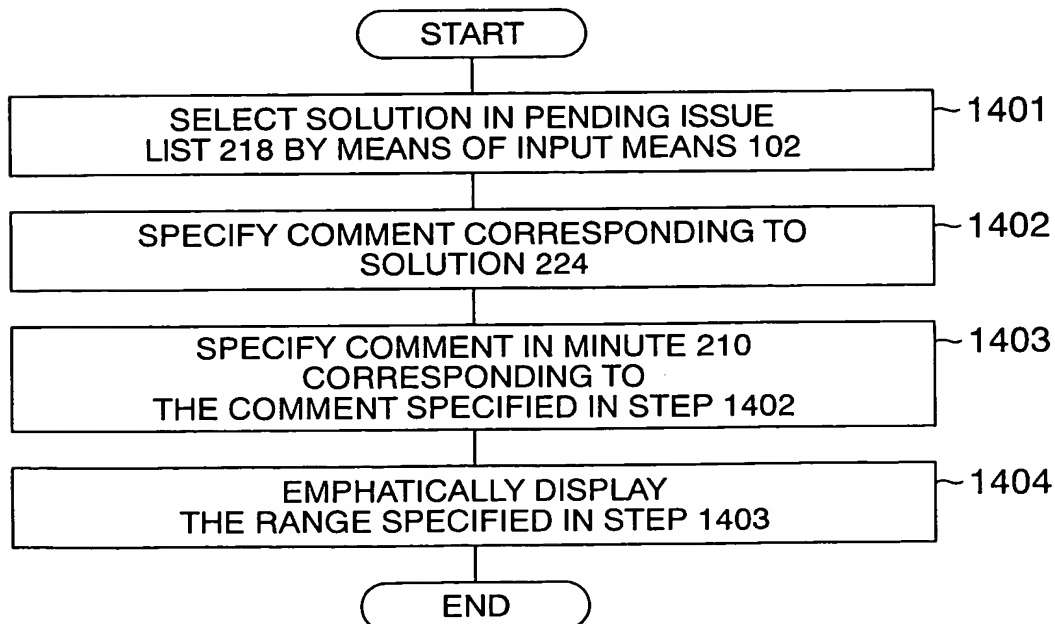 START
SELECT SOLUTION IN PENDING ISSUE
LIST 218 BY MEANS OF INPUT MEANS 102
1401
SPECIFY COMMENT CORRESPONDING TO
SOLUTION 224
1402
SPECIFY COMMENT IN MINUTE 210
CORRESPONDING TO
THE COMMENT SPECIFIED IN STEP 1402
1403
EMPHATICALLY DISPLAY
THE RANGE SPECIFIED IN STEP 1403
1404
END